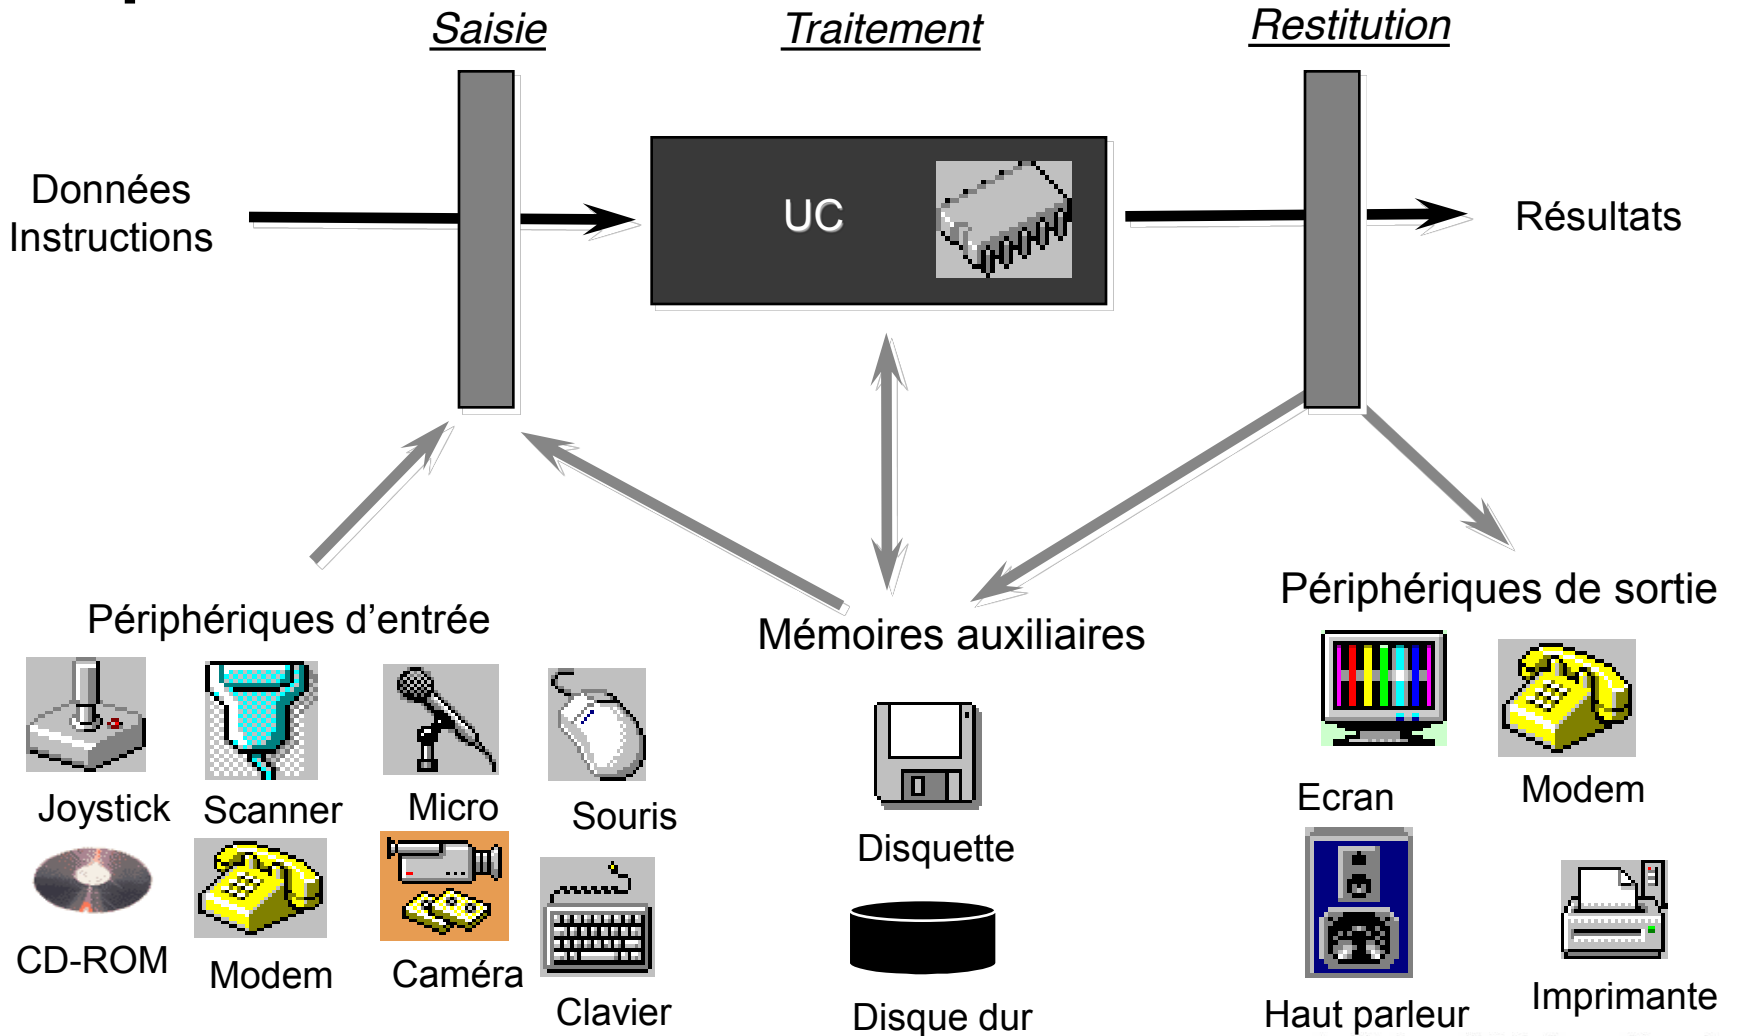 Saisie
Traitement
Restitution
Données
Instructions
UC
Résultats
Périphériques d’entrée
Mémoires auxiliaires
Périphériques de sortie
Joystick
Scanner
Micro
Souris
CD-ROM
Modem
Caméra
Clavier
Disquette
Disque dur
Ecran
Modem
Haut parleur
Imprimante